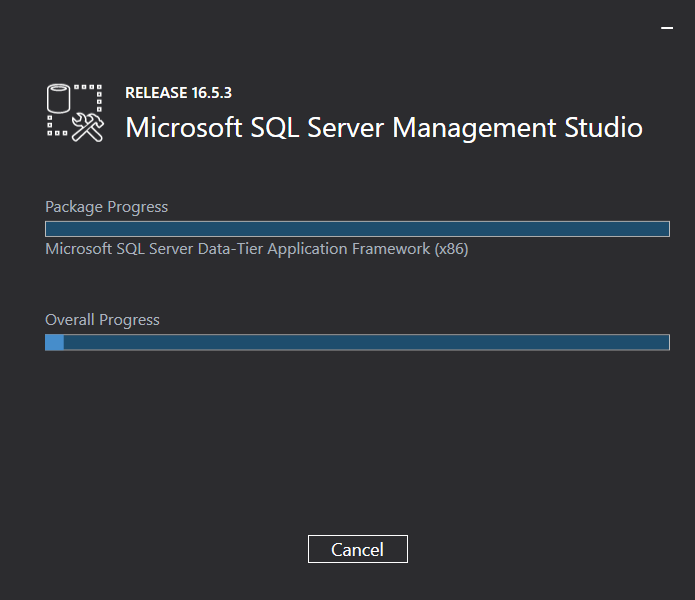 RELEASE 16.5.3
Microsoft SQL Server Management Studio
Package Progress
Microsoft SQL Server Data-Tier Application Framework (x86)
Overall Progress
Cancel